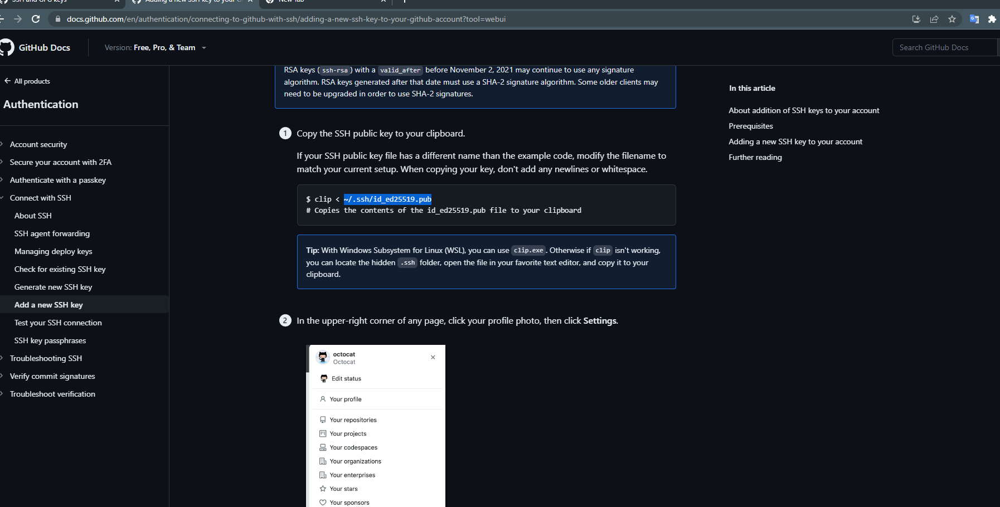 SSH and GPG keys
Adding a new SSH key to your G
New Tab
docs.github.com/en/authentication/connecting-to-github-with-ssh/adding-a-new-ssh-key-to-your-github-account?tool=webui
GitHub Docs
Version: Free, Pro, & Team
Search GitHub Docs
All products
Authentication
Account security
Secure your account with 2FA
Authenticate with a passkey
Connect with SSH
About SSH
SSH agent forwarding
Managing deploy keys
Check for existing SSH key
Generate new SSH key
Add a new SSH key
Test your SSH connection
SSH key passphrases
Troubleshooting SSH
Verify commit signatures
Troubleshoot verification
RSA keys (ssh-rsa) with a valid_after before November 2, 2021 may continue to use any signature
algorithm. RSA keys generated after that date must use a SHA-2 signature algorithm. Some older clients may
need to be upgraded in order to use SHA-2 signatures.
1 Copy the SSH public key to your clipboard.
If your SSH public key file has a different name than the example code, modify the filename to
match your current setup. When copying your key, don't add any newlines or whitespace.
$ clip < ~/.ssh/id_ed25519.pub
# Copies the contents of the id_ed25519.pub file to your clipboard
Tip: With Windows Subsystem for Linux (WSL), you can use clip.exe. Otherwise if clip isn't working,
you can locate the hidden .ssh folder, open the file in your favorite text editor, and copy it to your
clipboard.
2 In the upper-right corner of any page, click your profile photo, then click Settings.
octocat
Octocat
Edit status
Your profile
Your repositories
Your projects
Your codespaces
Your organizations
Your enterprises
Your stars
Your sponsors
In this article
About addition of SSH keys to your account
Prerequisites
Adding a new SSH key to your account
Further reading